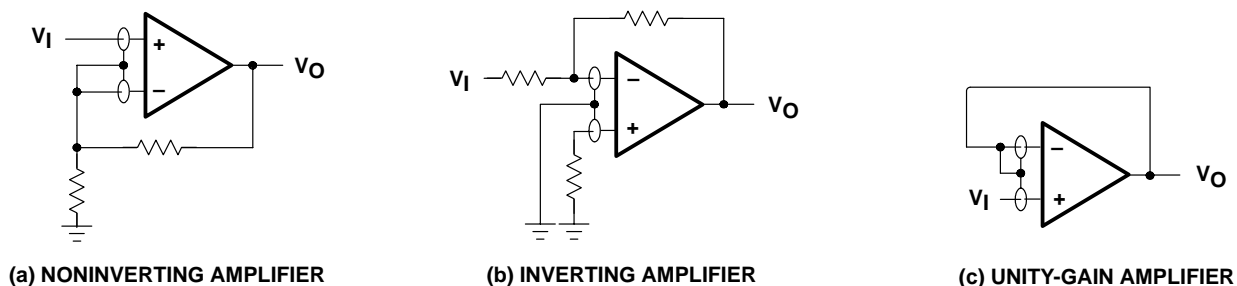 VI
+
−
VO
(a) NONINVERTING AMPLIFIER
VI
−
+
VO
(b) INVERTING AMPLIFIER
−
+
VI
VO
(c) UNITY-GAIN AMPLIFIER